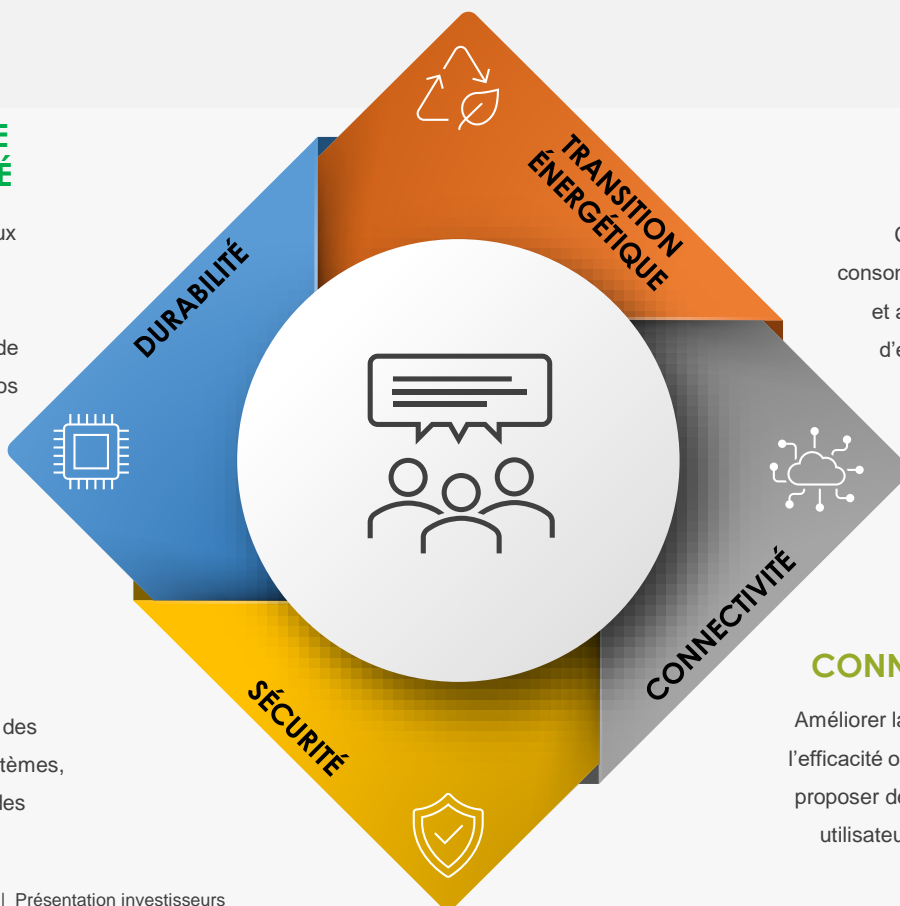 TRANSITION
ÉNERGÉTIQUE
DURABILITÉ
CONNECTIVITÉ
SÉCURITÉ
E
É
ux
de
os
des
tèmes,
les
et a
d'e
CONN
Améliorer la
l'efficacité o
proposer de
utilisateu
| Présentation investisseurs